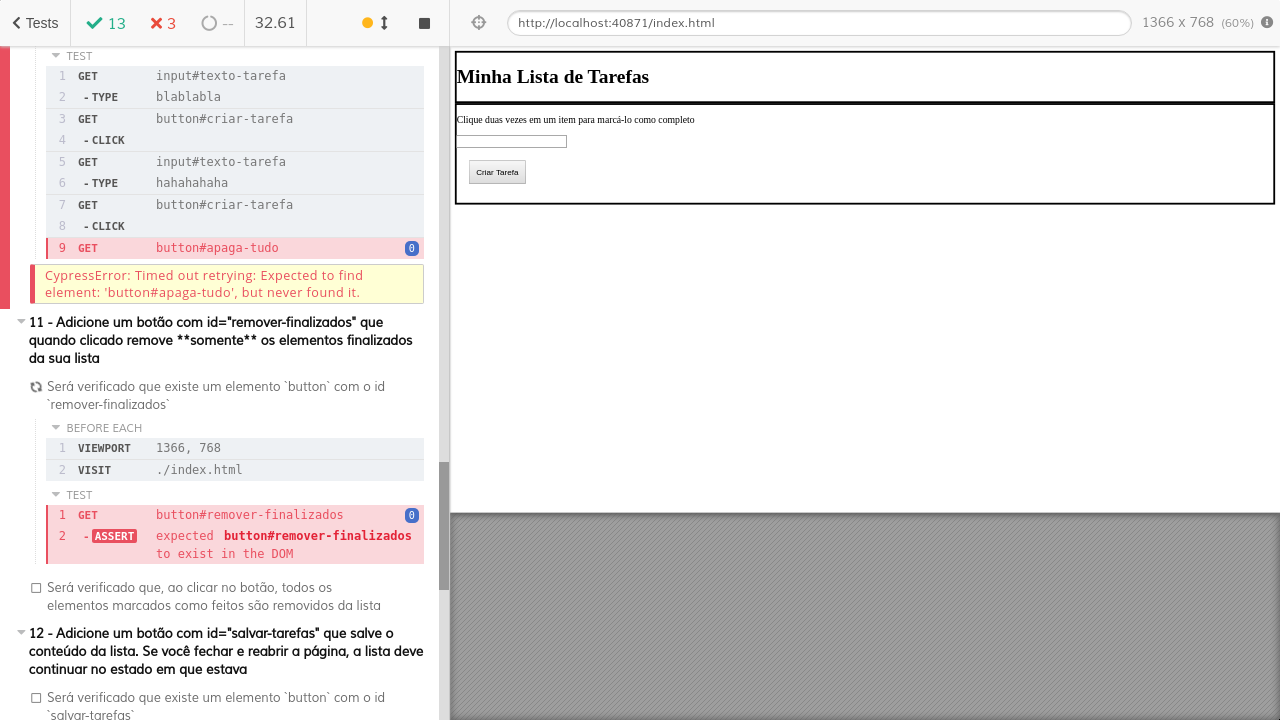 Tests
13
3
--
32.61
http://localhost:40871/index.html
1366 x 768 (60%)
TEST
1 GET input#texto-tarefa
2 - TYPE blablabla
3 GET button#criar-tarefa
4 - CLICK
5 GET input#texto-tarefa
6 - TYPE hahahahaha
7 GET button#criar-tarefa
8 - CLICK
9 GET button#apaga-tudo 0
CypressError: Timed out retrying: Expected to find
element: 'button#apaga-tudo', but never found it.
11 - Adicione um botão com id="remover-finalizados" que
quando clicado remove **somente** os elementos finalizados
da sua lista
Será verificado que existe um elemento `button` com o id
`remover-finalizados`
BEFORE EACH
1 VIEWPORT 1366, 768
2 VISIT ./index.html
TEST
1 GET button#remover-finalizados 0
2 - ASSERT expected button#remover-finalizados
to exist in the DOM
Será verificado que, ao clicar no botão, todos os
elementos marcados como feitos são removidos da lista
12 - Adicione um botão com id="salvar-tarefas" que salve o
conteúdo da lista. Se você fechar e reabrir a página, a lista deve
continuar no estado em que estava
Será verificado que existe um elemento `button` com o id
`salvar-tarefas`
Minha Lista de Tarefas
Clique duas vezes em um item para marcá-lo como completo
Criar Tarefa